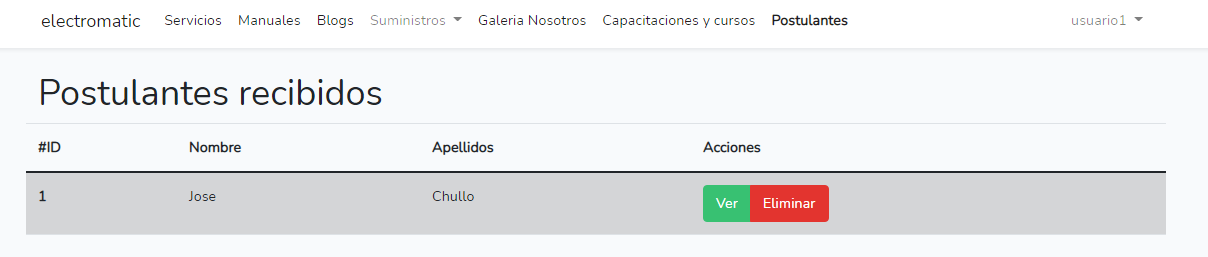 electromatic Servicios Manuales Blogs Suministros Galeria Nosotros Capacitaciones y cursos Postulantes usuario1
Postulantes recibidos
#ID Nombre Apellidos Acciones
1 Jose Chullo Ver Eliminar